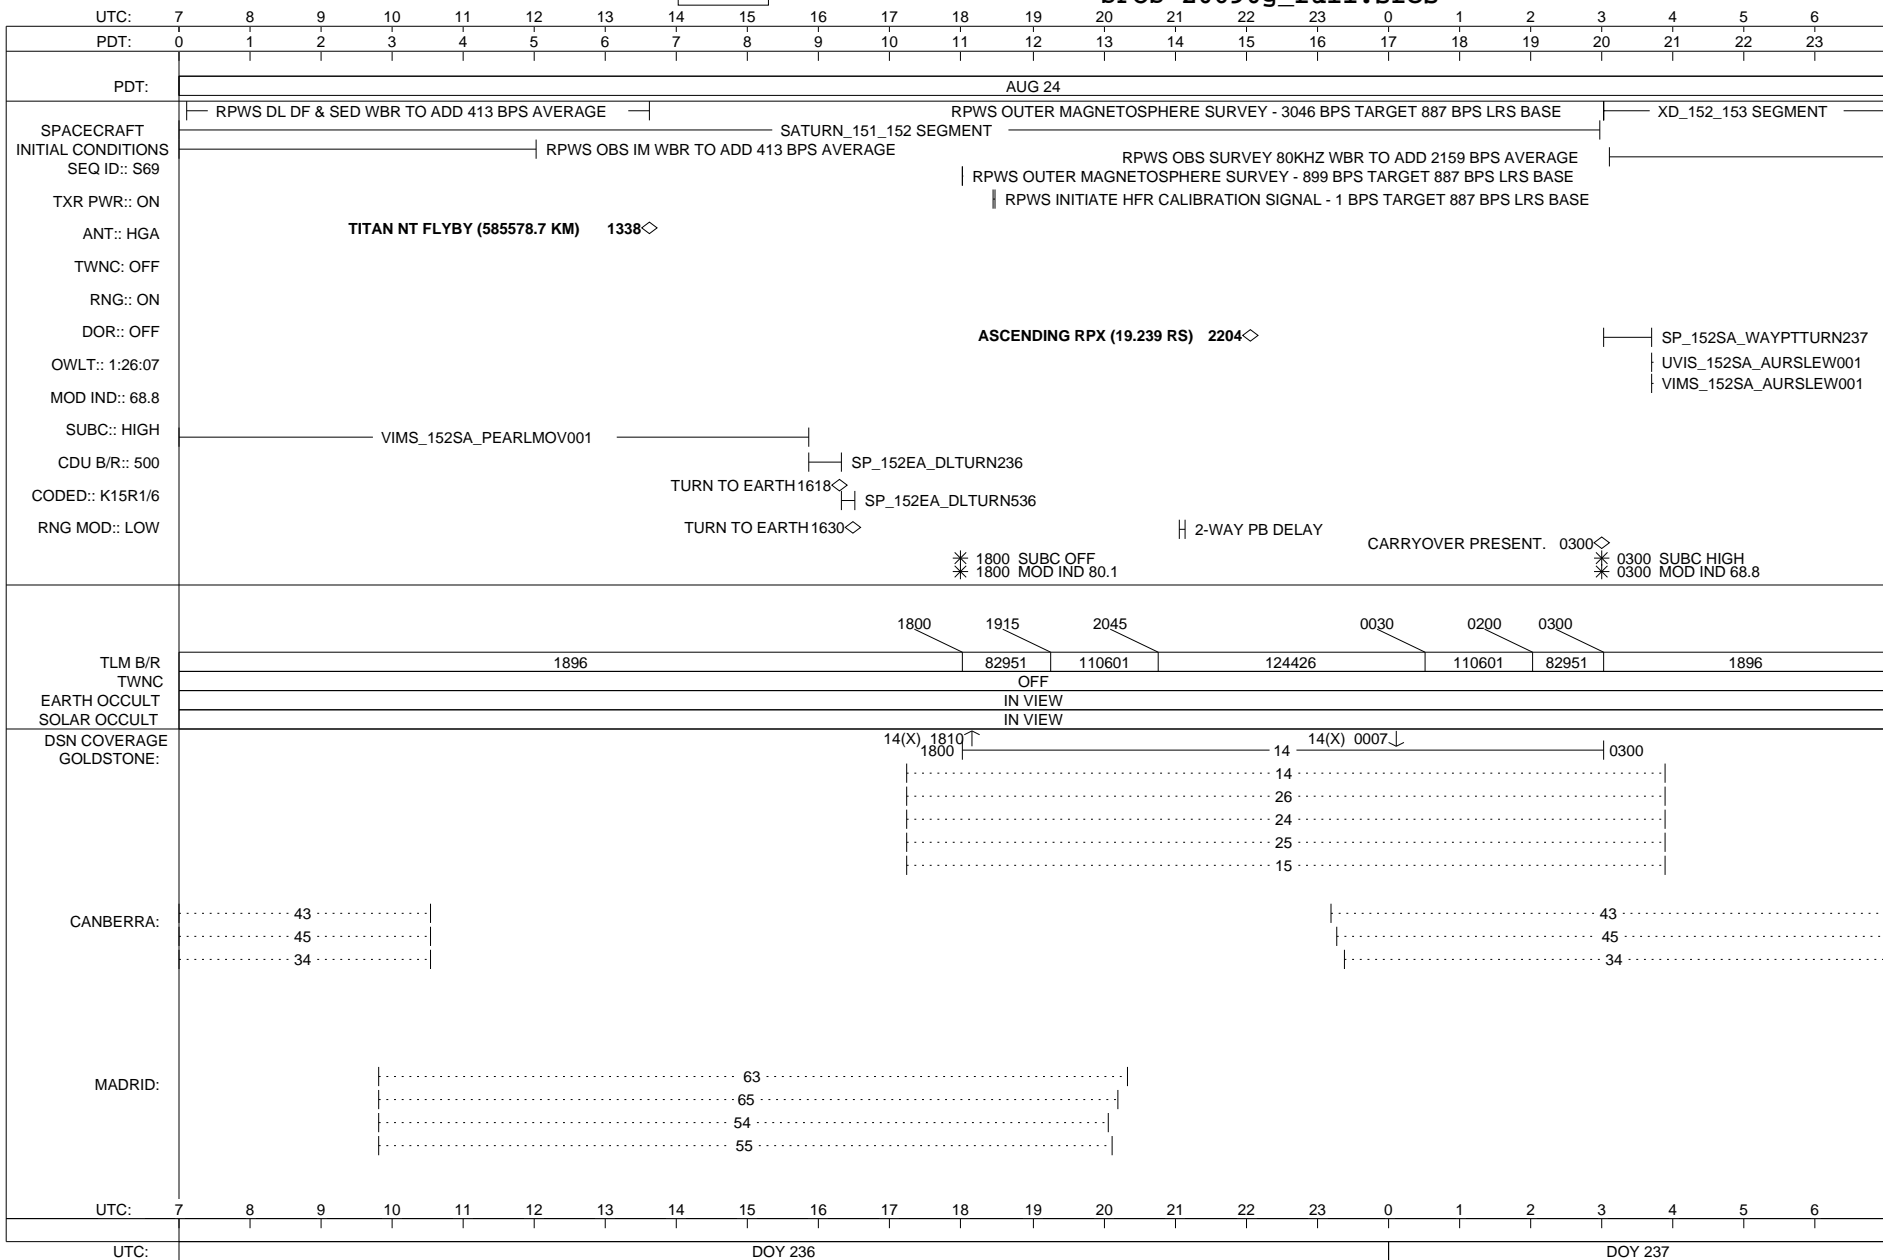 UTC: 7 8 9 10 11 12 13 14 15 16 17 18 19 20 21 22 23 0 1 2 3 4 5 6
PDT: 0 1 2 3 4 5 6 7 8 9 10 11 12 13 14 15 16 17 18 19 20 21 22 23
PDT: AUG 24
RPWS DL DF & SED WBR TO ADD 413 BPS AVERAGE RPWS OUTER MAGNETOSPHERE SURVEY - 3046 BPS TARGET 887 BPS LRS BASE XD_152_153 SEGMENT
SPACECRAFT SATURN_151_152 SEGMENT
INITIAL CONDITIONS RPWS OBS IM WBR TO ADD 413 BPS AVERAGE
RPWS OBS SURVEY 80KHZ WBR TO ADD 2159 BPS AVERAGE
SEQ ID:: S69 RPWS OUTER MAGNETOSPHERE SURVEY - 899 BPS TARGET 887 BPS LRS BASE
TXR PWR:: ON RPWS INITIATE HFR CALIBRATION SIGNAL - 1 BPS TARGET 887 BPS LRS BASE
ANT:: HGA TITAN NT FLYBY (585578.7 KM) 1338
TWNC: OFF
RNG:: ON
DOR:: OFF ASCENDING RPX (19.239 RS) 2204 SP_152SA_WAYPTTURN237
OWLT:: 1:26:07 UVIS_152SA_AURSLEW001
VIMS_152SA_AURSLEW001
MOD IND:: 68.8
SUBC:: HIGH VIMS_152SA_PEARLMOV001
CDU B/R:: 500 SP_152EA_DLTURN236
TURN TO EARTH 1618
CODED:: K15R1/6 SP_152EA_DLTURN536
RNG MOD:: LOW TURN TO EARTH 1630 2-WAY PB DELAY
CARRYOVER PRESENT. 0300
1800 SUBC OFF 0300 SUBC HIGH
1800 MOD IND 80.1 0300 MOD IND 68.8
1800 1915 2045 0030 0200 0300
TLM B/R 1896 82951 110601 124426 110601 82951 1896
TWNC OFF
EARTH OCCULT IN VIEW
SOLAR OCCULT IN VIEW
DSN COVERAGE 14(X) 1810 14(X) 0007
GOLDSTONE: 1800 14 0300
14
26
24
25
15
CANBERRA: 43 43
45 45
34 34
MADRID: 63
65
54
55
UTC: 7 8 9 10 11 12 13 14 15 16 17 18 19 20 21 22 23 0 1 2 3 4 5 6
UTC: DOY 236 DOY 237